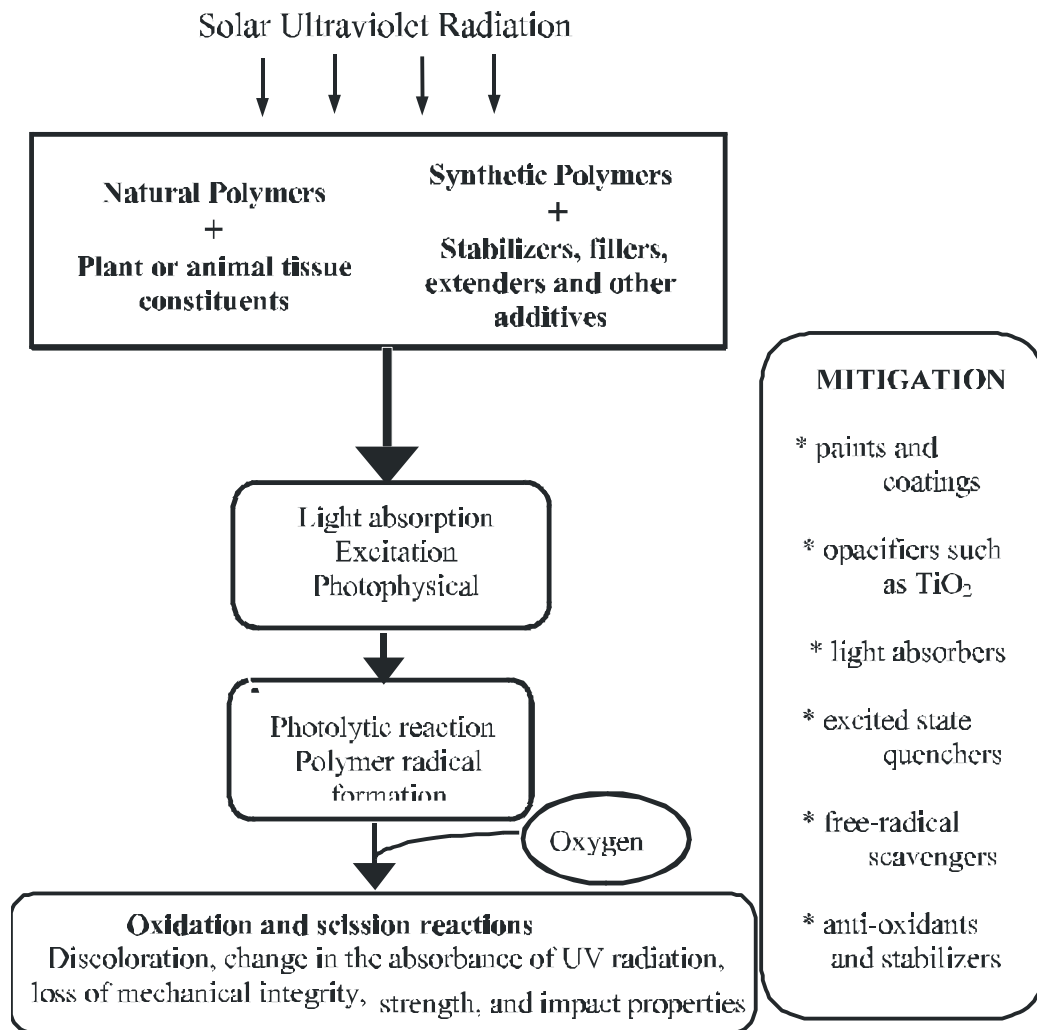 Solar Ultraviolet Radiation
Natural Polymers
+
Plant or animal tissue
constituents
Synthetic Polymers
+
Stabilizers, fillers,
extenders and other
additives
Light absorption
Excitation
Photophysical
Photolytic reaction
Polymer radical
formation
Oxygen
Oxidation and scission reactions
Discoloration, change in the absorbance of UV radiation,
loss of mechanical integrity, strength, and impact properties
MITIGATION
* paints and
coatings
* opacifiers such
as TiO₂
* light absorbers
* excited state
quenchers
* free-radical
scavengers
* anti-oxidants
and stabilizers